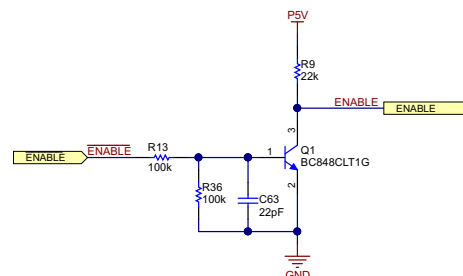 P5V
R9
22k
ENABLE
ENABLE
3
ENABLE
ENABLE
R13
100k
1
Q1
BC848CLT1G
R36
100k
C63
22pF
2
GND